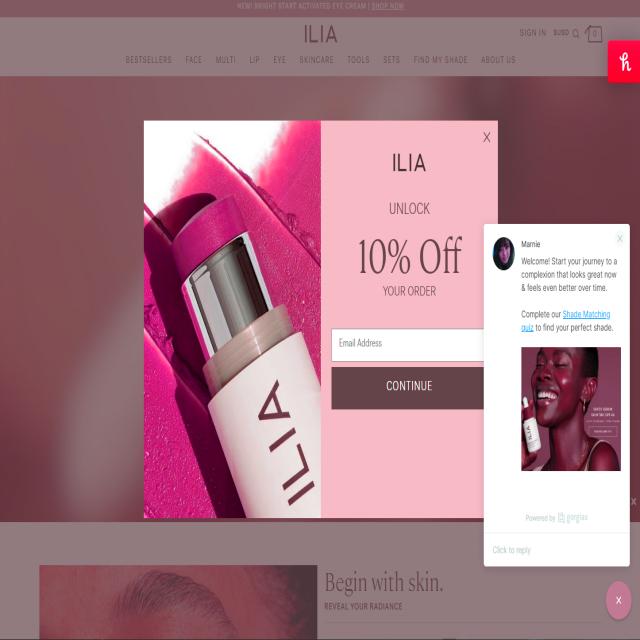 NEW! BRIGHT START ACTIVATED EYE CREAM | SHOP NOW
ILIA
SIGN IN $USD 0
BESTSELLERS FACE MULTI LIP EYE SKINCARE TOOLS SETS FIND MY SHADE ABOUT US
h
X
ILIA
UNLOCK
10% Off
YOUR ORDER
Email Address
CONTINUE
ILIA
X
Marnie
Welcome! Start your journey to a
complexion that looks great now
& feels even better over time.
Complete our Shade Matching
quiz to find your perfect shade.
Powered by gorgias
Click to reply
X
X
Begin with skin.
REVEAL YOUR RADIANCE